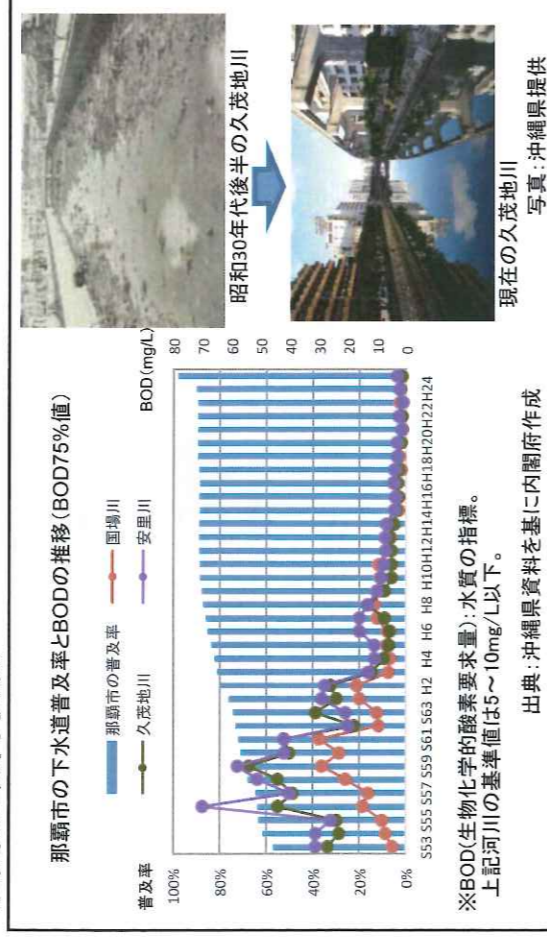 那覇市の下水道普及率とBODの推移(BOD75%値)
普及率
BOD(mg/L)
那覇市の普及率
国場川
久茂地川
安里川
100%
80%
60%
40%
20%
0%
80
70
60
50
40
30
20
10
0
S53 S55 S57 S59 S61 S63 H2 H4 H6 H8 H10 H12 H14 H16 H18 H20 H22 H24
※BOD(生物化学的酸素要求量):水質の指標。
上記河川の基準値は5～10mg/L以下。
出典:沖縄県資料を基に内閣府作成
昭和30年代後半の久茂地川
現在の久茂地川
写真:沖縄県提供